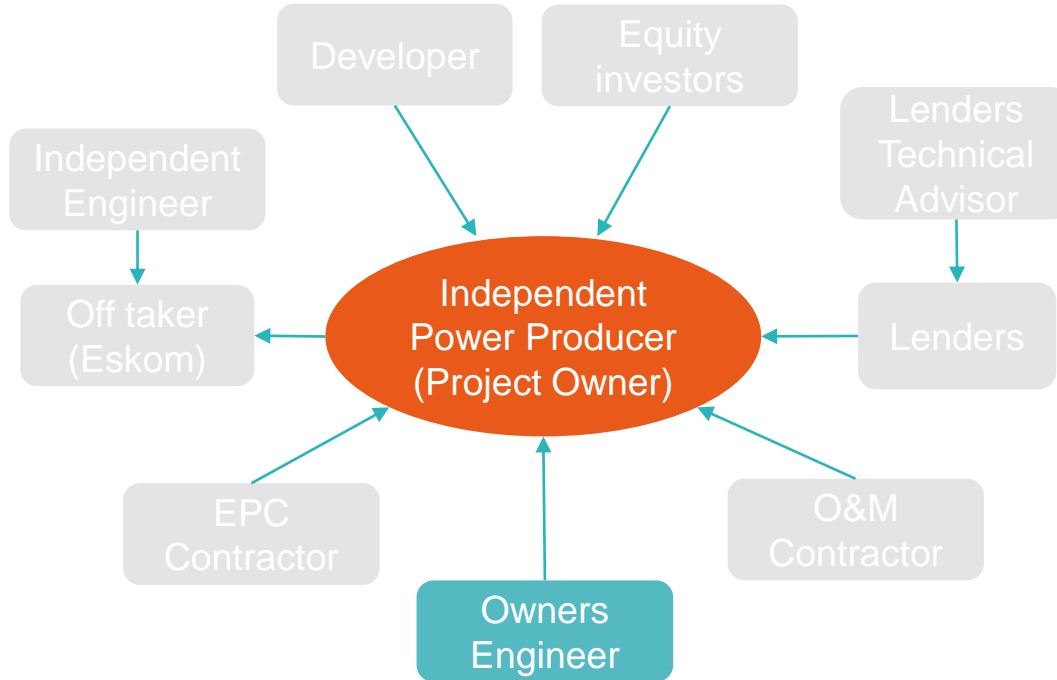 Developer
Equity
investors
Lenders
Technical
Advisor
Independent
Engineer
Off taker
(Eskom)
Independent
Power Producer
(Project Owner)
Lenders
EPC
Contractor
O&M
Contractor
Owners
Engineer